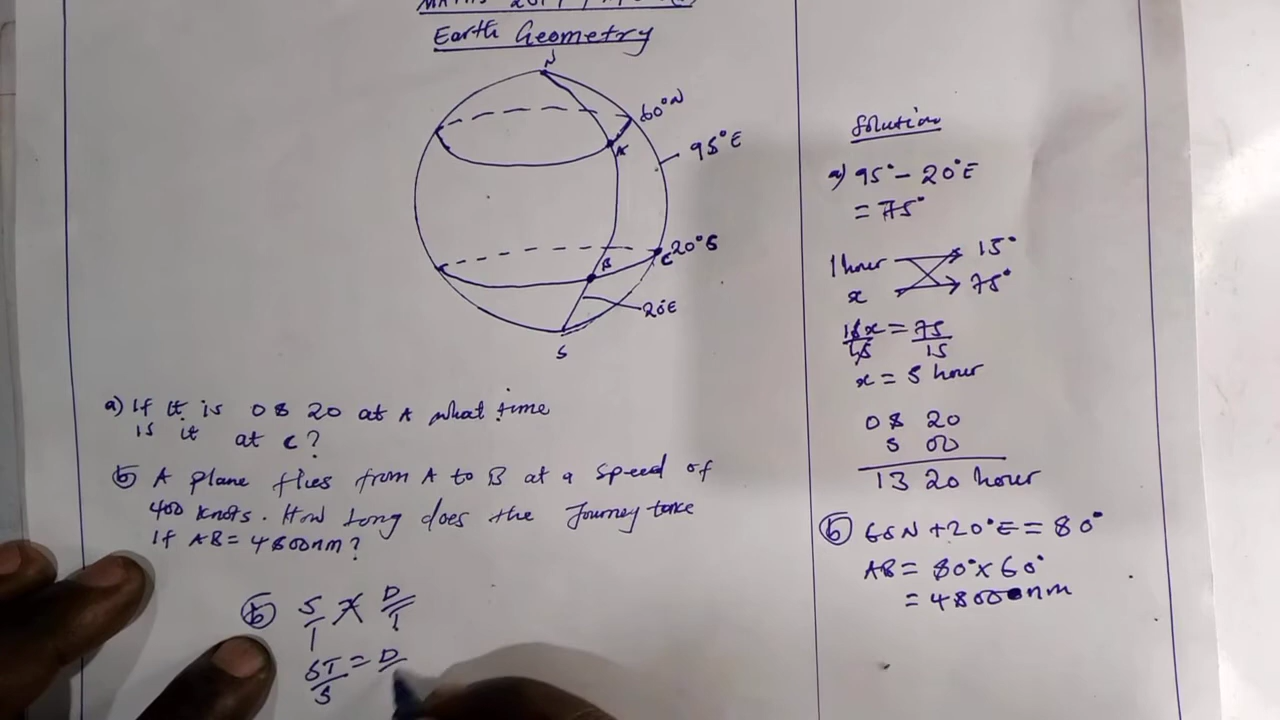 Earth Geometry
N
60°N
A
95°E
20°S
B
C
20E
S
a) If it is 08 20 at A what time
is it at C?
b) A plane flies from A to B at a speed of
400 knots. How long does the Journey take
If AB = 4800nm?
b) S/1 × D/
ST/S = D/
Solution
a) 95° - 20°E
= 75°
1 hour 15°
x 75°
15x/15 = 75/15
x = 5 hour
08 20
5 00
13 20 hour
b) 60N + 20°E = 80°
AB = 80° x 60°
= 4800nm